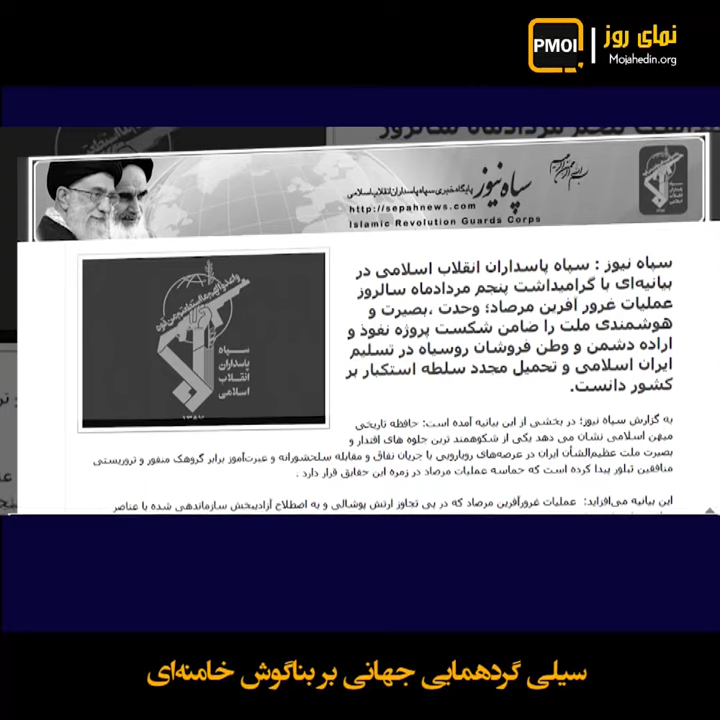 نمای روز
PMOI
Mojahedin.org
سپاه نیوز
پایگاه خبری سپاه پاسداران انقلاب اسلامی
http://sepahnews.com
Islamic Revolution Guards Corps
سپاه
پاسداران
انقلاب
اسلامی
۱۳۵۷
سپاه نیوز : سپاه پاسداران انقلاب اسلامی در
بیانیه‌ای با گرامیداشت پنجم مردادماه سالروز
عملیات غرور آفرین مرصاد؛ وحدت ،بصیرت و
هوشمندی ملت را ضامن شکست پروژه نفوذ و
اراده دشمن و وطن فروشان روسیاه در تسلیم
ایران اسلامی و تحمیل مجدد سلطه استکبار بر
کشور دانست.
به گزارش سپاه نیوز؛ در بخشی از این بیانیه آمده است: حافظه تاریخی
میهن اسلامی نشان می دهد یکی از شکوهمند ترین جلوه های اقتدار و
بصیرت ملت عظیم‌الشأن ایران در عرصه‌های رویارویی با جریان نفاق و مقابله سلحشورانه و عبرت‌آموز برابر گروهک منفور و تروریستی
منافقین تبلور پیدا کرده است که حماسه عملیات مرصاد در زمره این حقایق قرار دارد .
این بیانیه می‌افزاید: عملیات غرورآفرین مرصاد که در پی تجاوز ارتش پوشالی و به اصطلاح آزادیبخش سازماندهی شده با عناصر
سیلی گردهمایی جهانی بر بناگوش خامنه‌ای